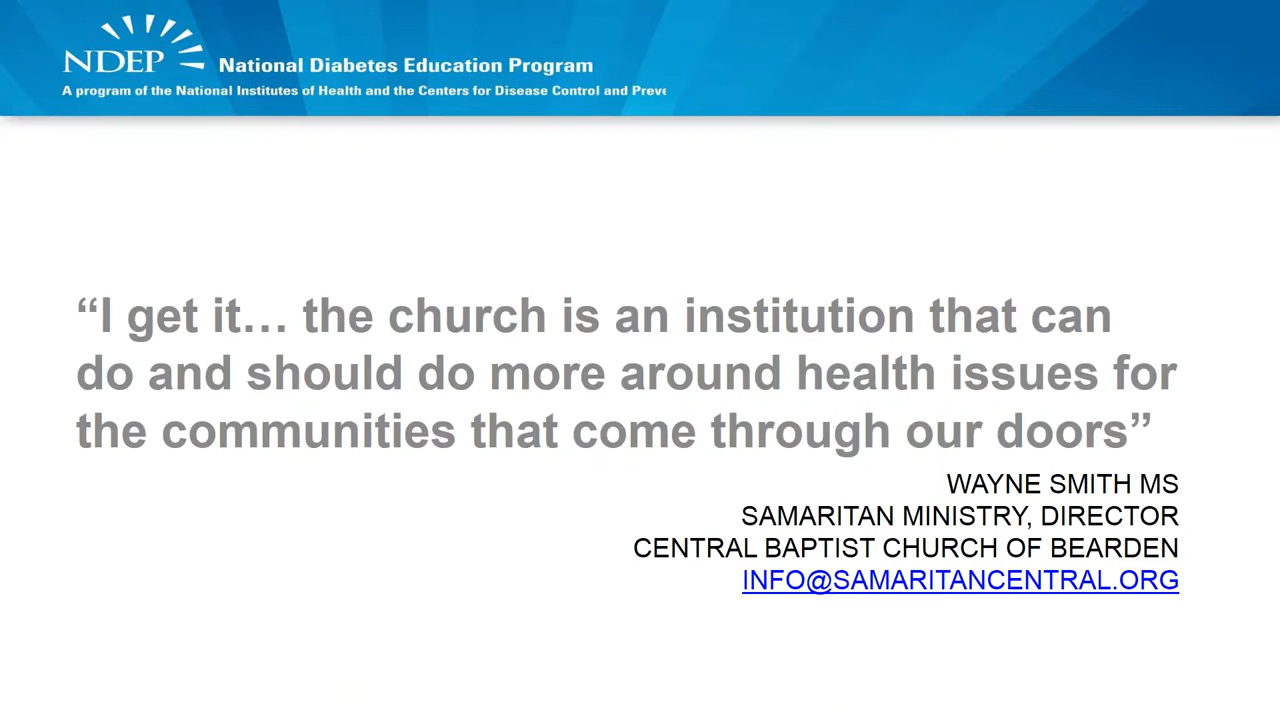 NDEP National Diabetes Education Program
A program of the National Institutes of Health and the Centers for Disease Control and Preve
“I get it… the church is an institution that can
do and should do more around health issues for
the communities that come through our doors”
WAYNE SMITH MS
SAMARITAN MINISTRY, DIRECTOR
CENTRAL BAPTIST CHURCH OF BEARDEN
INFO@SAMARITANCENTRAL.ORG